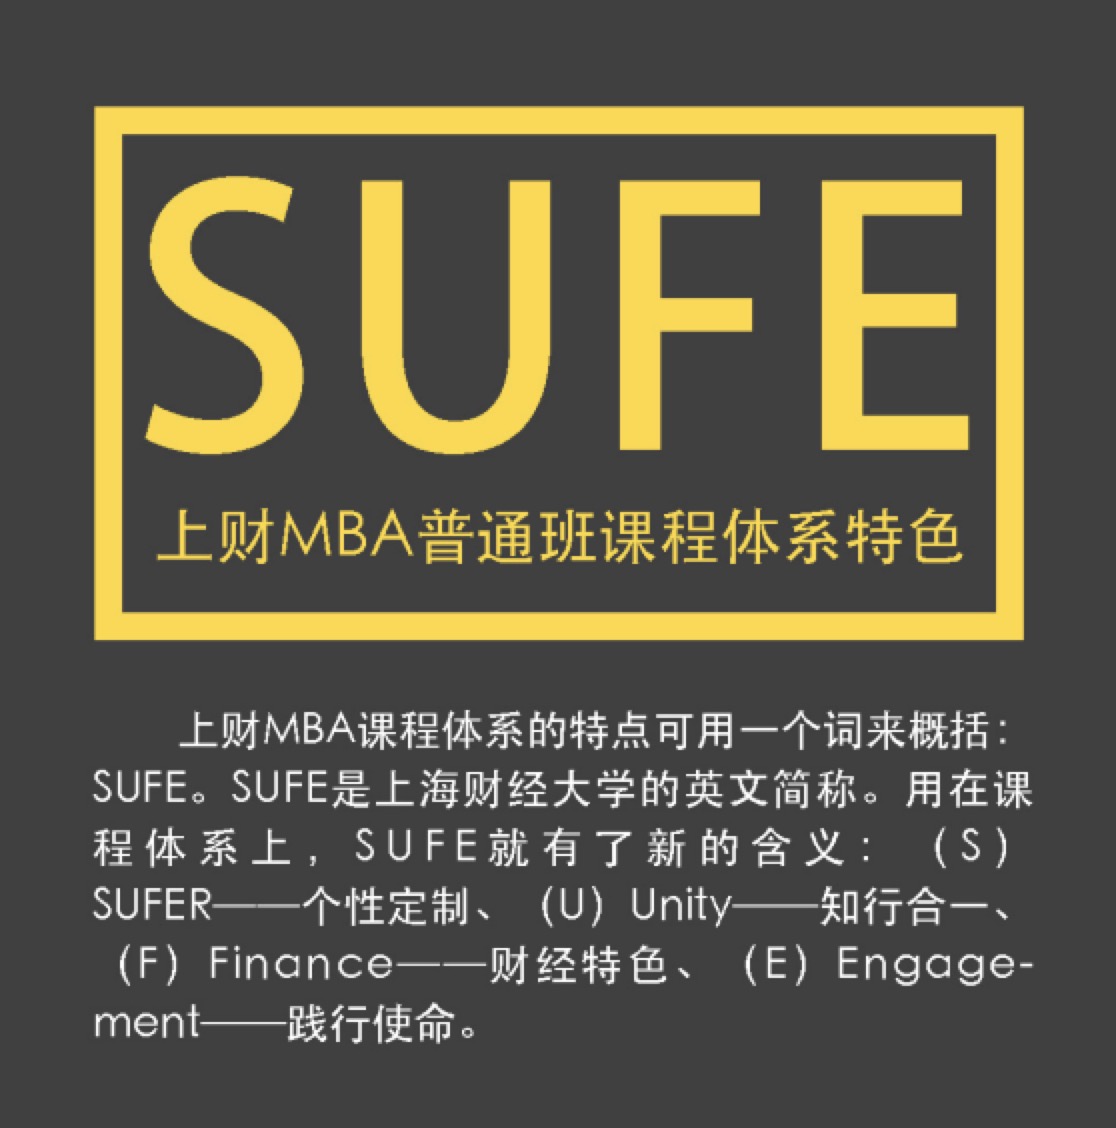 SUFE
上财MBA普通班课程体系特色
上财MBA课程体系的特点可用一个词来概括：
SUFE。SUFE是上海财经大学的英文简称。用在课
程体系上，SUFE就有了新的含义：（S）
SUFER——个性定制、（U）Unity——知行合一、
（F）Finance——财经特色、（E）Engage-
ment——践行使命。